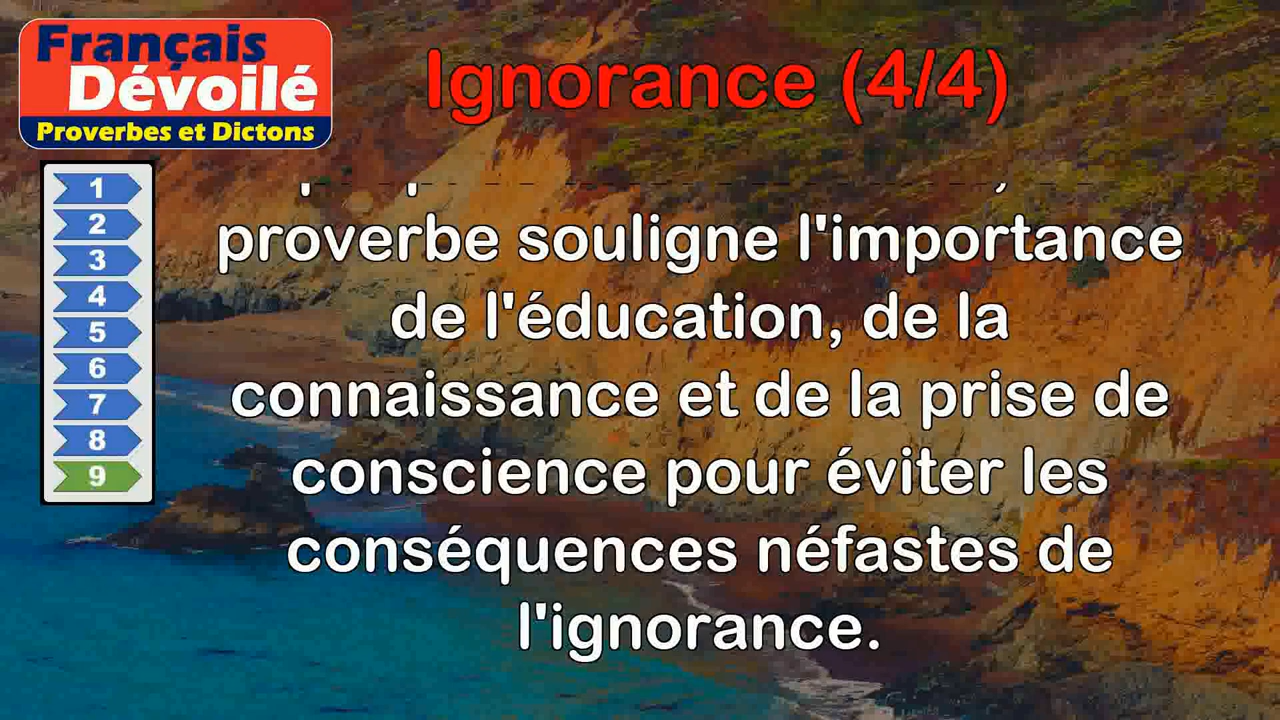 Français
Dévoilé
Proverbes et Dictons
Ignorance (4/4)
1
2
3
4
5
6
7
8
9
proverbe souligne l'importance
de l'éducation, de la
connaissance et de la prise de
conscience pour éviter les
conséquences néfastes de
l'ignorance.